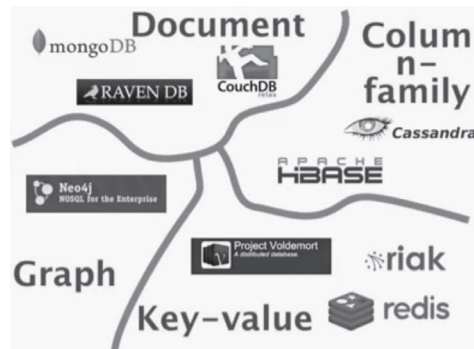 Document
mongoDB
RAVEN DB
CouchDB
relax
Colum
n-
family
Cassandra
APACHE
HBASE
Neo4j
NOSQL for the Enterprise
Project Voldemort
A distributed database.
Graph
riak
redis
Key-value